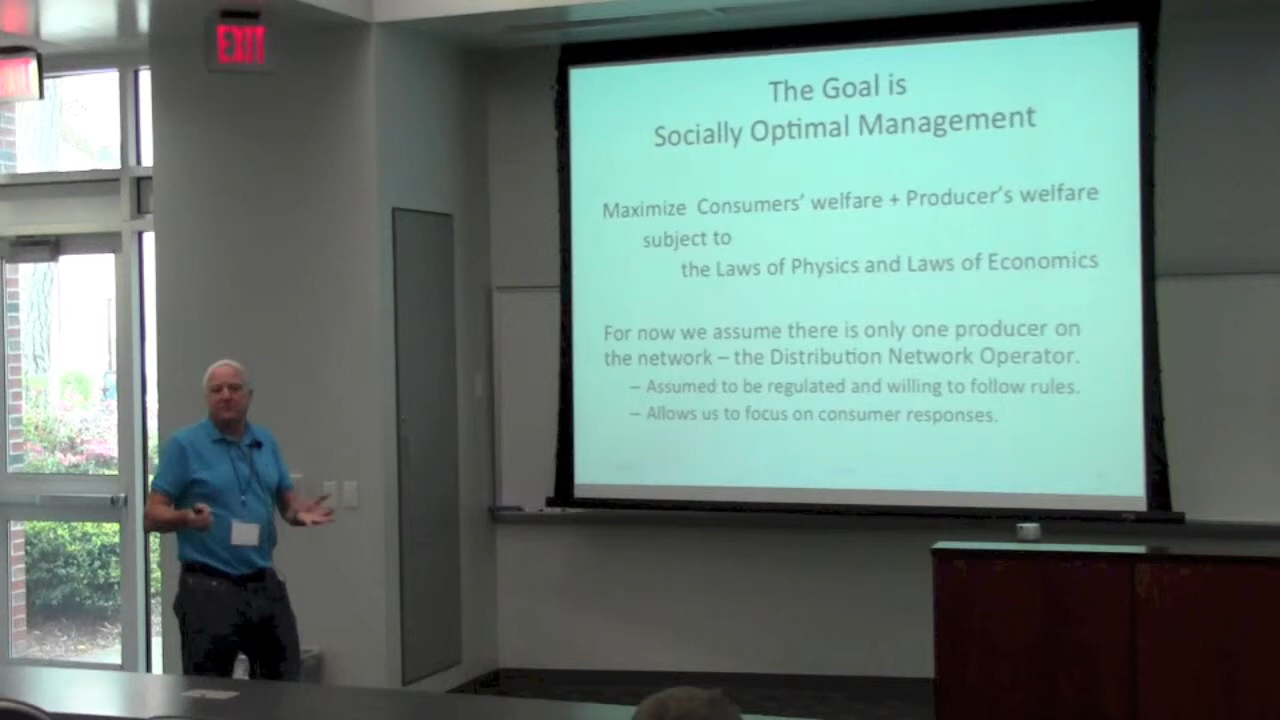 EXIT
The Goal is
Socially Optimal Management
Maximize Consumers' welfare + Producer's welfare
subject to
the Laws of Physics and Laws of Economics
For now we assume there is only one producer on
the network – the Distribution Network Operator.
– Assumed to be regulated and willing to follow rules.
– Allows us to focus on consumer responses.